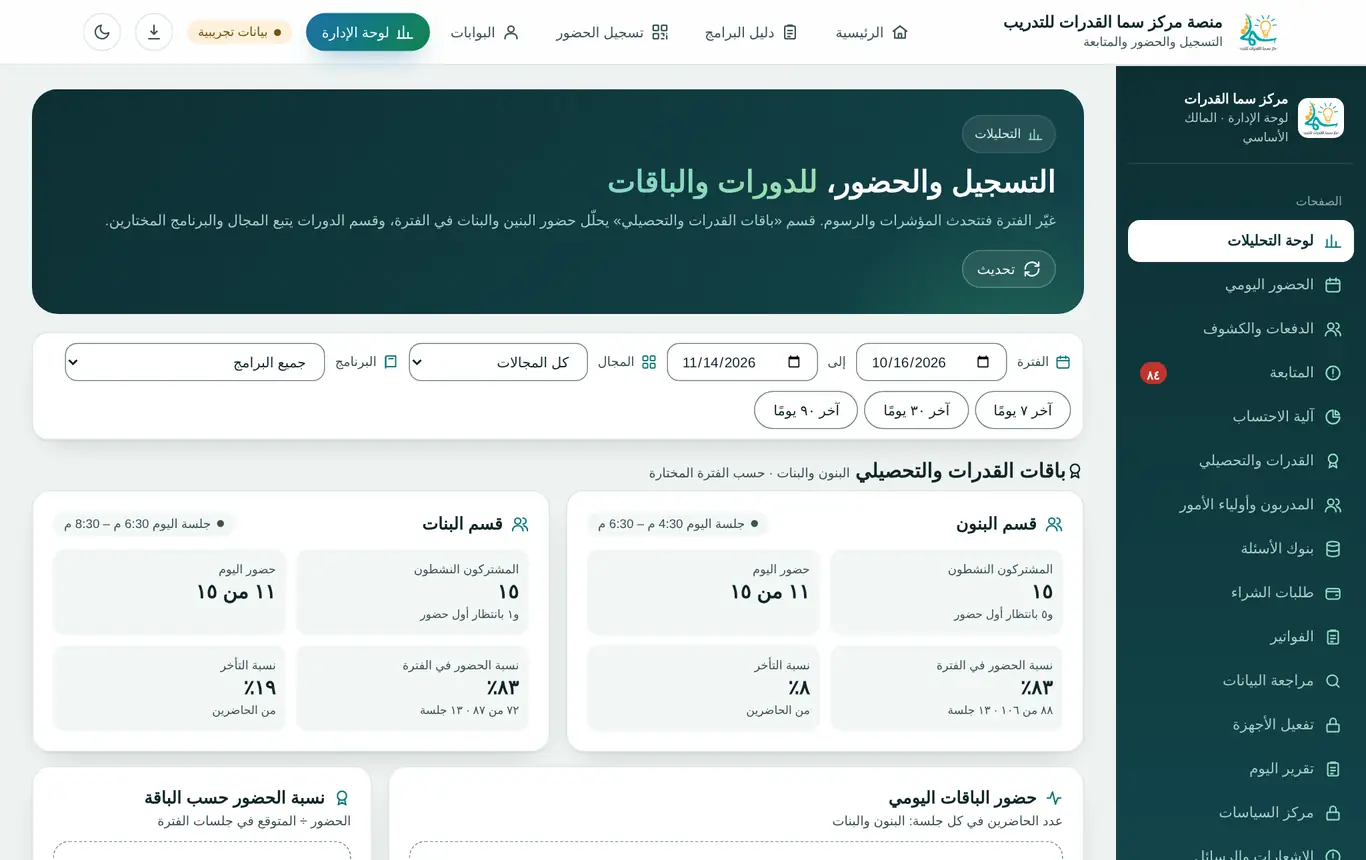 منصة مركز سما القدرات للتدريب
التسجيل والحضور والمتابعة
الرئيسية
دليل البرامج
تسجيل الحضور
البوابات
لوحة الإدارة
بيانات تجريبية
مركز سما القدرات
لوحة الإدارة · المالك
الأساسي
الصفحات
لوحة التحليلات
الحضور اليومي
الدفعات والكشوف
المتابعة
٨٤
آلية الاحتساب
القدرات والتحصيلي
المدربون وأولياء الأمور
بنوك الأسئلة
طلبات الشراء
الفواتير
مراجعة البيانات
تفعيل الأجهزة
تقرير اليوم
مركز السياسات
الإشعارات والرسائل
التحليلات
التسجيل والحضور، للدورات والباقات
غيّر الفترة فتتحدث المؤشرات والرسوم. قسم «باقات القدرات والتحصيلي» يحلّل حضور البنين والبنات في الفترة، وقسم الدورات يتبع المجال والبرنامج المختارين.
تحديث
الفترة
10/16/2026
إلى
11/14/2026
المجال
كل المجالات
البرنامج
جميع البرامج
آخر ٧ يومًا
آخر ٣٠ يومًا
آخر ٩٠ يومًا
باقات القدرات والتحصيلي البنون والبنات · حسب الفترة المختارة
قسم البنون
جلسة اليوم 4:30 م – 6:30 م
المشتركون النشطون
١٥
و٥ بانتظار أول حضور
حضور اليوم
١١ من ١٥
نسبة الحضور في الفترة
٨٣٪
٨٨ من ١٠٦ · ١٣ جلسة
نسبة التأخر
٨٪
من الحاضرين
قسم البنات
جلسة اليوم 6:30 م – 8:30 م
المشتركون النشطون
١٥
و١ بانتظار أول حضور
حضور اليوم
١١ من ١٥
نسبة الحضور في الفترة
٨٣٪
٧٢ من ٨٧ · ١٣ جلسة
نسبة التأخر
١٩٪
من الحاضرين
حضور الباقات اليومي
عدد الحاضرين في كل جلسة: البنون والبنات
نسبة الحضور حسب الباقة
الحضور ÷ المتوقع في جلسات الفترة